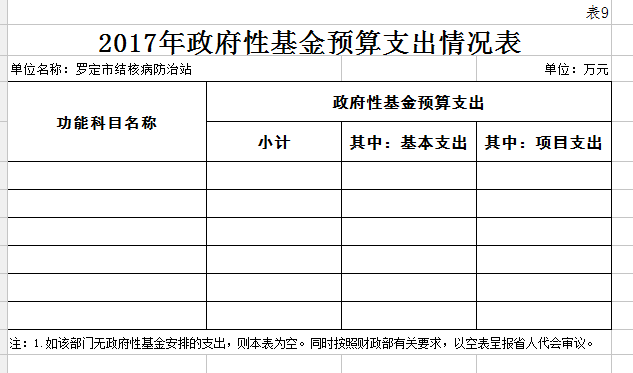 表9
2017年政府性基金预算支出情况表
单位名称：罗定市结核病防治站 单位：万元
功能科目名称 政府性基金预算支出
小计 其中：基本支出 其中：项目支出
注：1.如该部门无政府性基金安排的支出，则本表为空。同时按照财政部有关要求，以空表呈报省人代会审议。